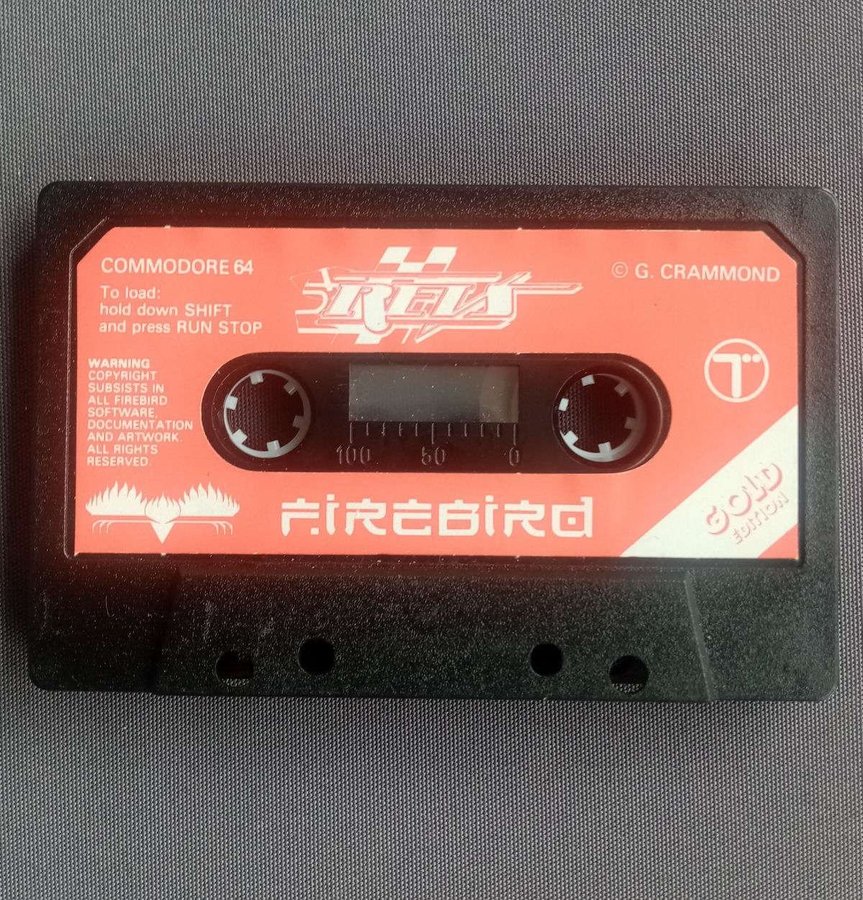 COMMODORE 64
To load:
hold down SHIFT
and press RUN STOP
REVS
© G. CRAMMOND
WARNING
COPYRIGHT
SUBSISTS IN
ALL FIREBIRD
SOFTWARE,
DOCUMENTATION
AND ARTWORK
ALL RIGHTS
RESERVED.
T
100 50 0
FIREBIRD
GOLD
EDITION